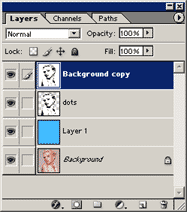 Layers Channels Paths
Normal Opacity: 100%
Lock: Fill: 100%
Background copy
dots
Layer 1
Background